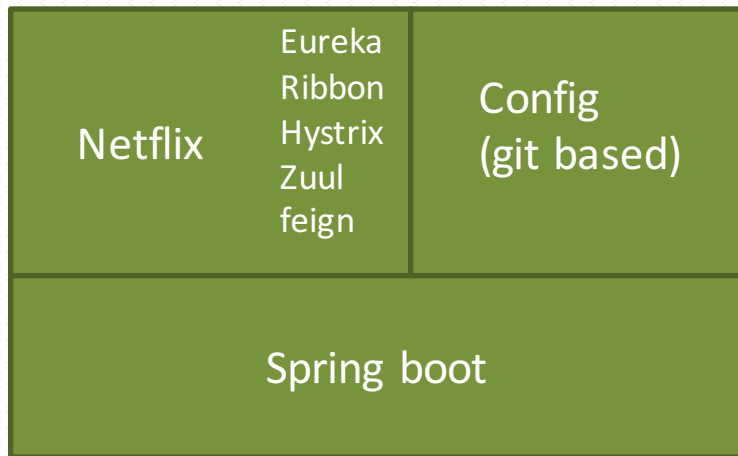 Netflix
Eureka
Ribbon
Hystrix
Zuul
feign
Config
(git based)
Spring boot